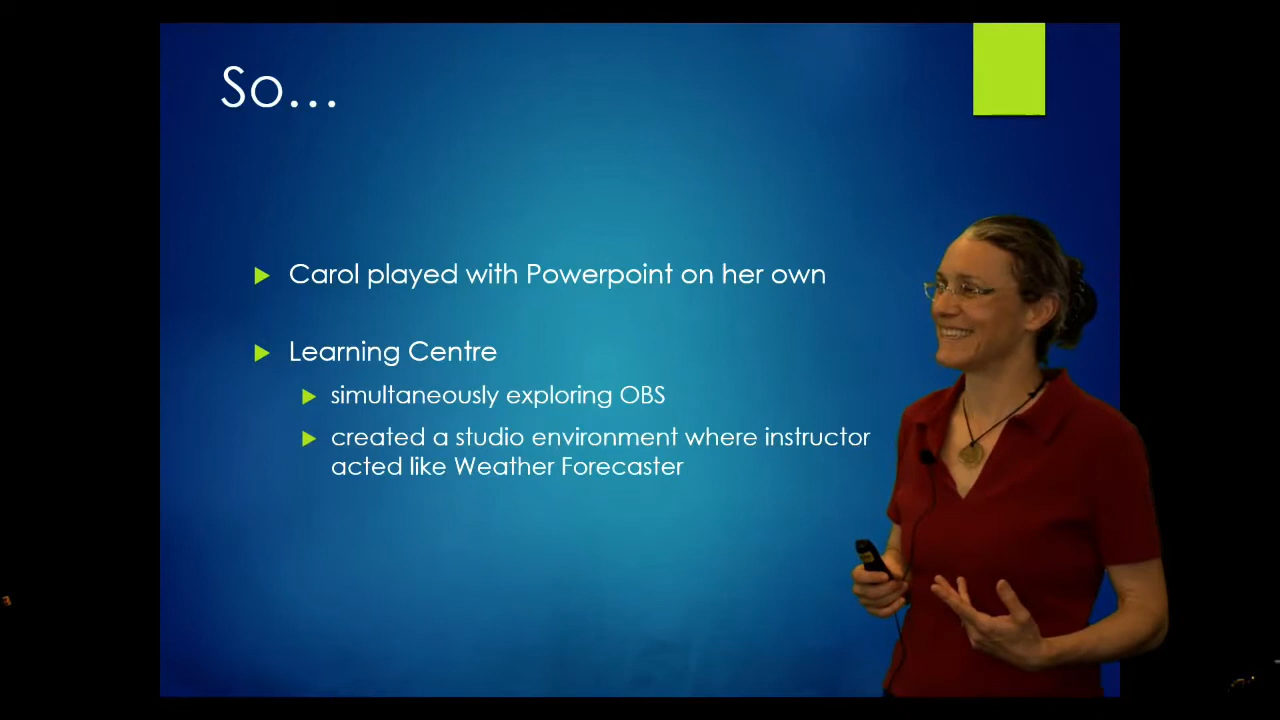 So...
Carol played with Powerpoint on her own
Learning Centre
simultaneously exploring OBS
created a studio environment where instructor
acted like Weather Forecaster